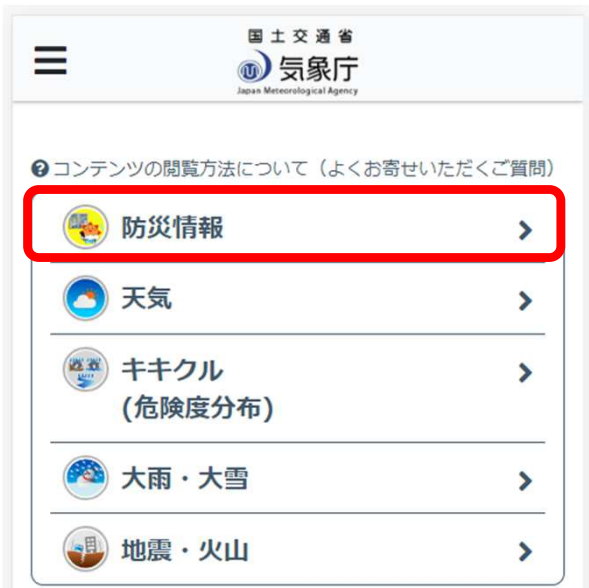 国土交通省
気象庁
Japan Meteorological Agency
コンテンツの閲覧方法について（よくお寄せいただくご質問）
防災情報
天気
キキクル
(危険度分布)
大雨・大雪
地震・火山